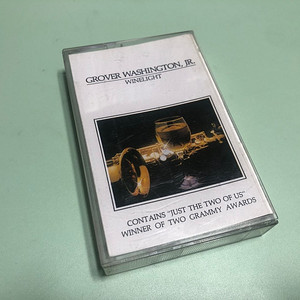 GROVER WASHINGTON, JR.
WINELIGHT
CONTAINS "JUST THE TWO OF US"
WINNER OF TWO GRAMMY AWARDS